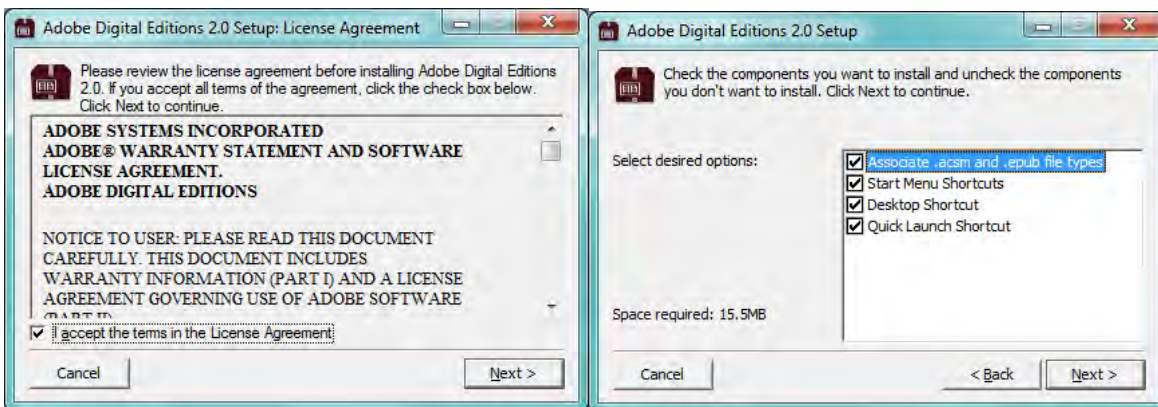 Adobe Digital Editions 2.0 Setup: License Agreement
Please review the license agreement before installing Adobe Digital Editions
2.0. If you accept all terms of the agreement, click the check box below.
Click Next to continue.
ADOBE SYSTEMS INCORPORATED
ADOBE® WARRANTY STATEMENT AND SOFTWARE
LICENSE AGREEMENT.
ADOBE DIGITAL EDITIONS
NOTICE TO USER: PLEASE READ THIS DOCUMENT
CAREFULLY. THIS DOCUMENT INCLUDES
WARRANTY INFORMATION (PART I) AND A LICENSE
AGREEMENT GOVERNING USE OF ADOBE SOFTWARE
(PART II)
I accept the terms in the License Agreement
Cancel
Next >
Adobe Digital Editions 2.0 Setup
Check the components you want to install and uncheck the components
you don't want to install. Click Next to continue.
Select desired options:
Associate .acsm and .epub file types
Start Menu Shortcuts
Desktop Shortcut
Quick Launch Shortcut
Space required: 15.5MB
Cancel
< Back
Next >